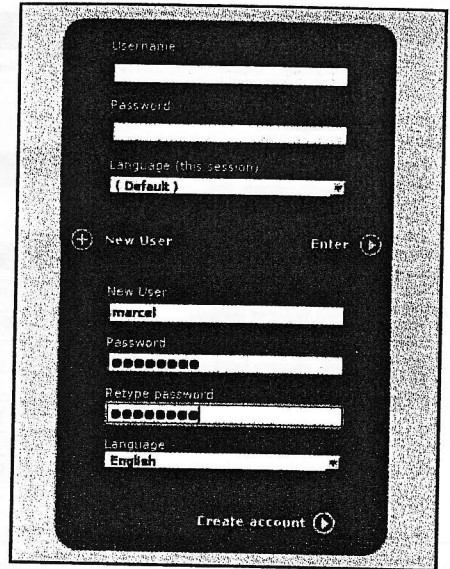 Username
Password
Language (this session)
( Default )
New User
Enter
New User
marcel
Password
●●●●●●●●
Retype password
●●●●●●●●
Language
English
Create account